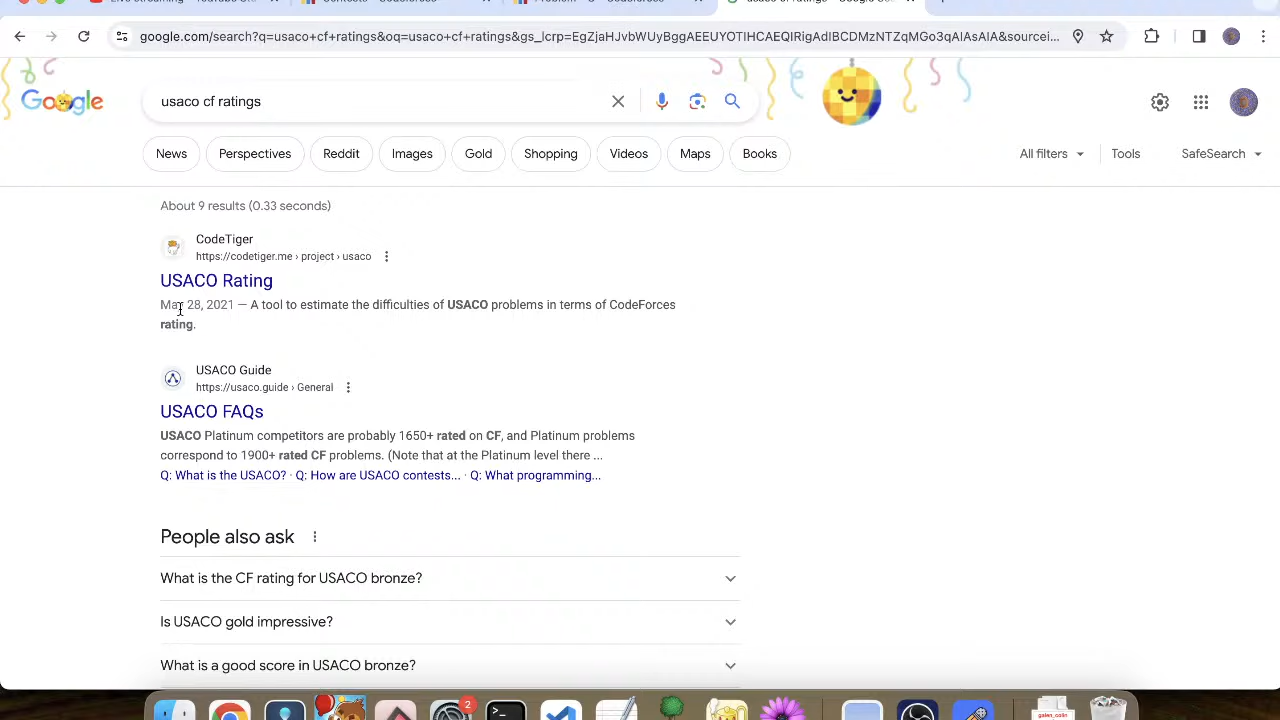 google.com/search?q=usaco+cf+ratings&oq=usaco+cf+ratings&gs_lcrp=EgZjaHJvbWUyBggAEEUYOTIHCAEQIRigAdIBCDMzNTZqMGo3qAIAsAIA&sourcei...
Google
usaco cf ratings
News
Perspectives
Reddit
Images
Gold
Shopping
Videos
Maps
Books
All filters
Tools
SafeSearch
About 9 results (0.33 seconds)
CodeTiger
https://codetiger.me › project › usaco
USACO Rating
May 28, 2021 — A tool to estimate the difficulties of USACO problems in terms of CodeForces
rating.
USACO Guide
https://usaco.guide › General
USACO FAQs
USACO Platinum competitors are probably 1650+ rated on CF, and Platinum problems
correspond to 1900+ rated CF problems. (Note that at the Platinum level there ...
Q: What is the USACO? · Q: How are USACO contests... · Q: What programming...
People also ask
What is the CF rating for USACO bronze?
Is USACO gold impressive?
What is a good score in USACO bronze?
2
galen_colin